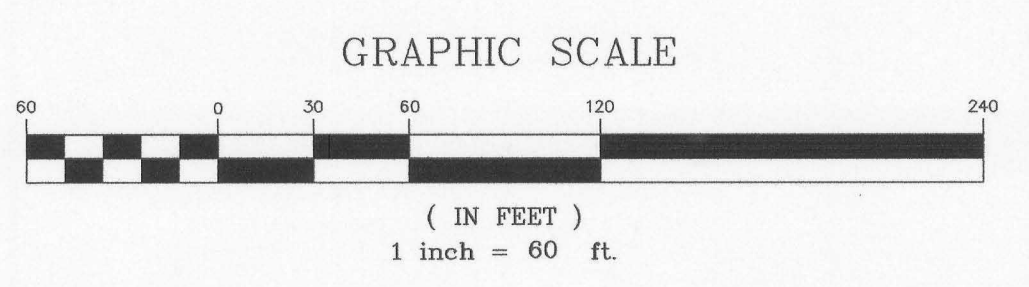 GRAPHIC SCALE
60 0 30 60 120 240
( IN FEET )
1 inch = 60 ft.